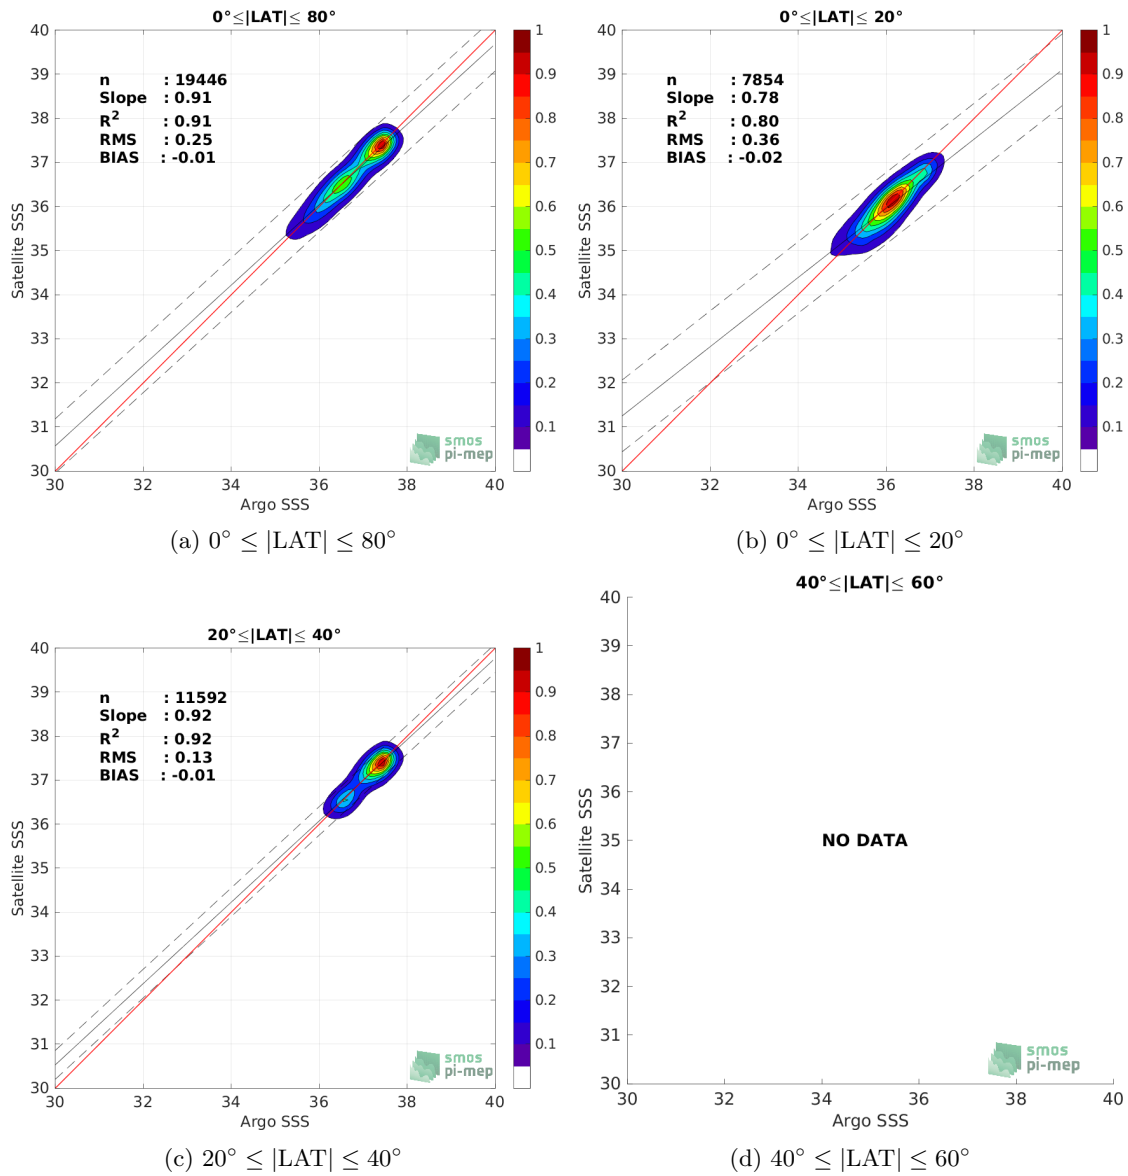 0°≤|LAT|≤ 80°
40
39
38
37
36
35
34
33
32
31
30
Satellite SSS
n : 19446
Slope : 0.91
R² : 0.91
RMS : 0.25
BIAS : -0.01
smos
pi-mep
30 32 34 36 38 40
Argo SSS
1
0.9
0.8
0.7
0.6
0.5
0.4
0.3
0.2
0.1
(a) 0° ≤ |LAT| ≤ 80°
0°≤|LAT|≤ 20°
40
39
38
37
36
35
34
33
32
31
30
Satellite SSS
n : 7854
Slope : 0.78
R² : 0.80
RMS : 0.36
BIAS : -0.02
smos
pi-mep
30 32 34 36 38 40
Argo SSS
1
0.9
0.8
0.7
0.6
0.5
0.4
0.3
0.2
0.1
(b) 0° ≤ |LAT| ≤ 20°
20°≤|LAT|≤ 40°
40
39
38
37
36
35
34
33
32
31
30
Satellite SSS
n : 11592
Slope : 0.92
R² : 0.92
RMS : 0.13
BIAS : -0.01
smos
pi-mep
30 32 34 36 38 40
Argo SSS
1
0.9
0.8
0.7
0.6
0.5
0.4
0.3
0.2
0.1
(c) 20° ≤ |LAT| ≤ 40°
40°≤|LAT|≤ 60°
40
39
38
37
36
35
34
33
32
31
30
Satellite SSS
NO DATA
smos
pi-mep
30 32 34 36 38 40
Argo SSS
(d) 40° ≤ |LAT| ≤ 60°